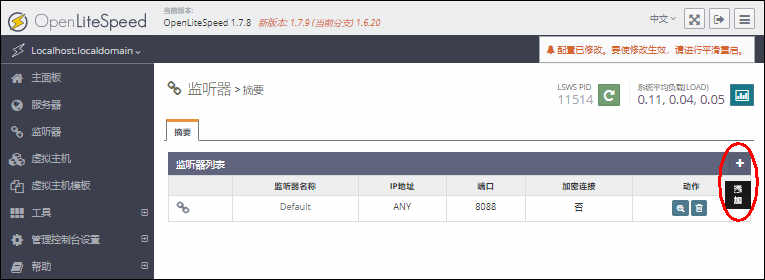 OpenLiteSpeed
当前版本:
OpenLiteSpeed 1.7.8 新版本: 1.7.9 (当前分支) 1.6.20
中文
Localhost.localdomain
配置已修改。要使修改生效，请进行平滑重启。
主面板
服务器
监听器
虚拟主机
虚拟主机模板
工具
管理控制台设置
帮助
监听器 > 摘要
LSWS PID
11514
系统平均负载(LOAD)
0.11, 0.04, 0.05
摘要
监听器列表
添加
监听器名称 IP地址 端口 加密连接 动作
Default ANY 8088 否